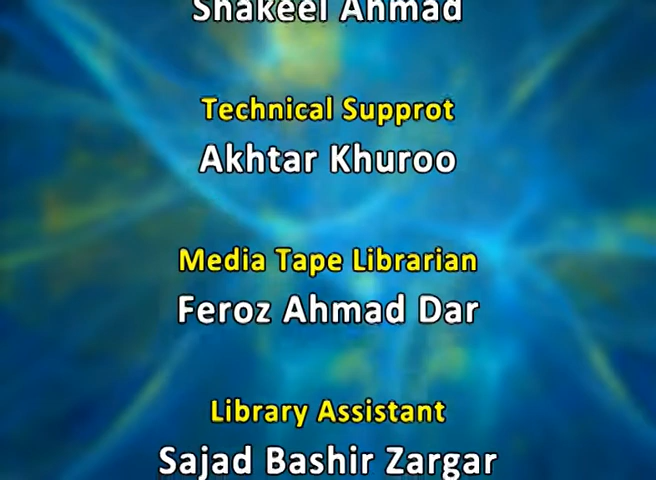 Shakeel Ahmad
Technical Supprot
Akhtar Khuroo
Media Tape Librarian
Feroz Ahmad Dar
Library Assistant
Sajad Bashir Zargar